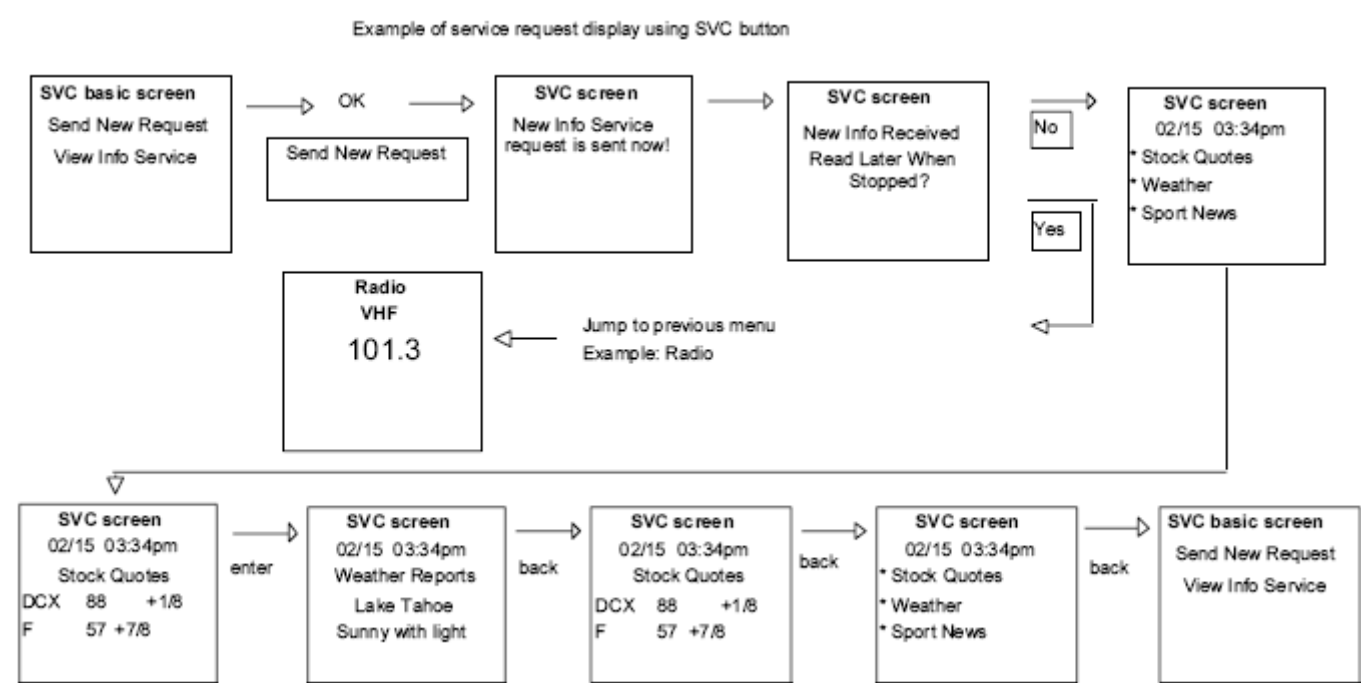 Example of service request display using SVC button
SVC basic screen
Send New Request
View Info Service
OK
Send New Request
SVC screen
New Info Service
request is sent now!
SVC screen
New Info Received
Read Later When
Stopped?
No
Yes
SVC screen
02/15 03:34pm
* Stock Quotes
* Weather
* Sport News
Radio
VHF
101.3
Jump to previous menu
Example: Radio
SVC screen
02/15 03:34pm
Stock Quotes
DCX 88 +1/8
F 57 +7/8
enter
SVC screen
02/15 03:34pm
Weather Reports
Lake Tahoe
Sunny with light
back
SVC screen
02/15 03:34pm
Stock Quotes
DCX 88 +1/8
F 57 +7/8
back
SVC screen
02/15 03:34pm
* Stock Quotes
* Weather
* Sport News
back
SVC basic screen
Send New Request
View Info Service